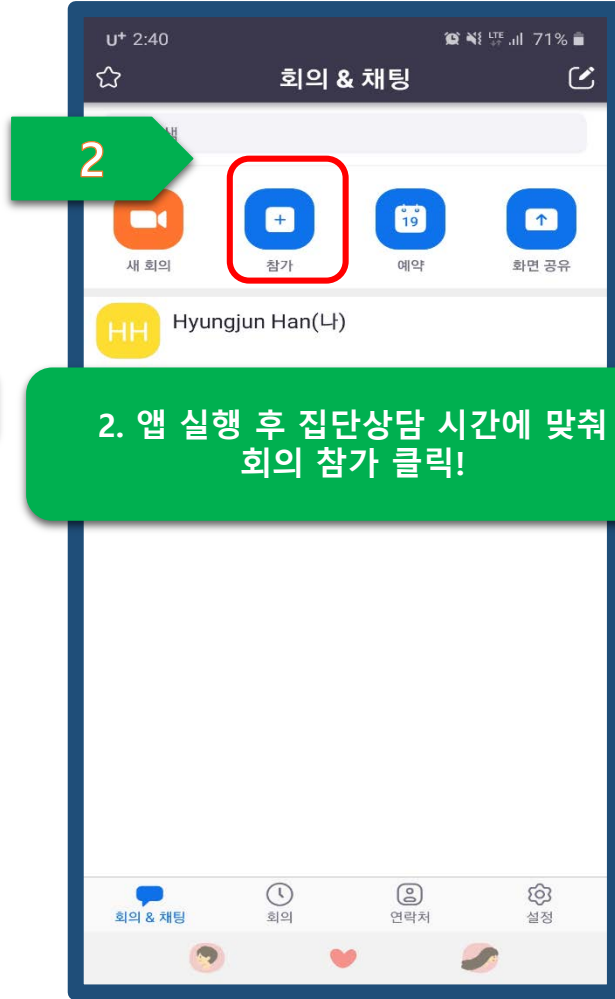 U+ 2:40 LTE 71%
회의 & 채팅
2
19
새 회의 참가 예약 화면 공유
HH Hyungjun Han(나)
2. 앱 실행 후 집단상담 시간에 맞춰
회의 참가 클릭!
회의 & 채팅 회의 연락처 설정